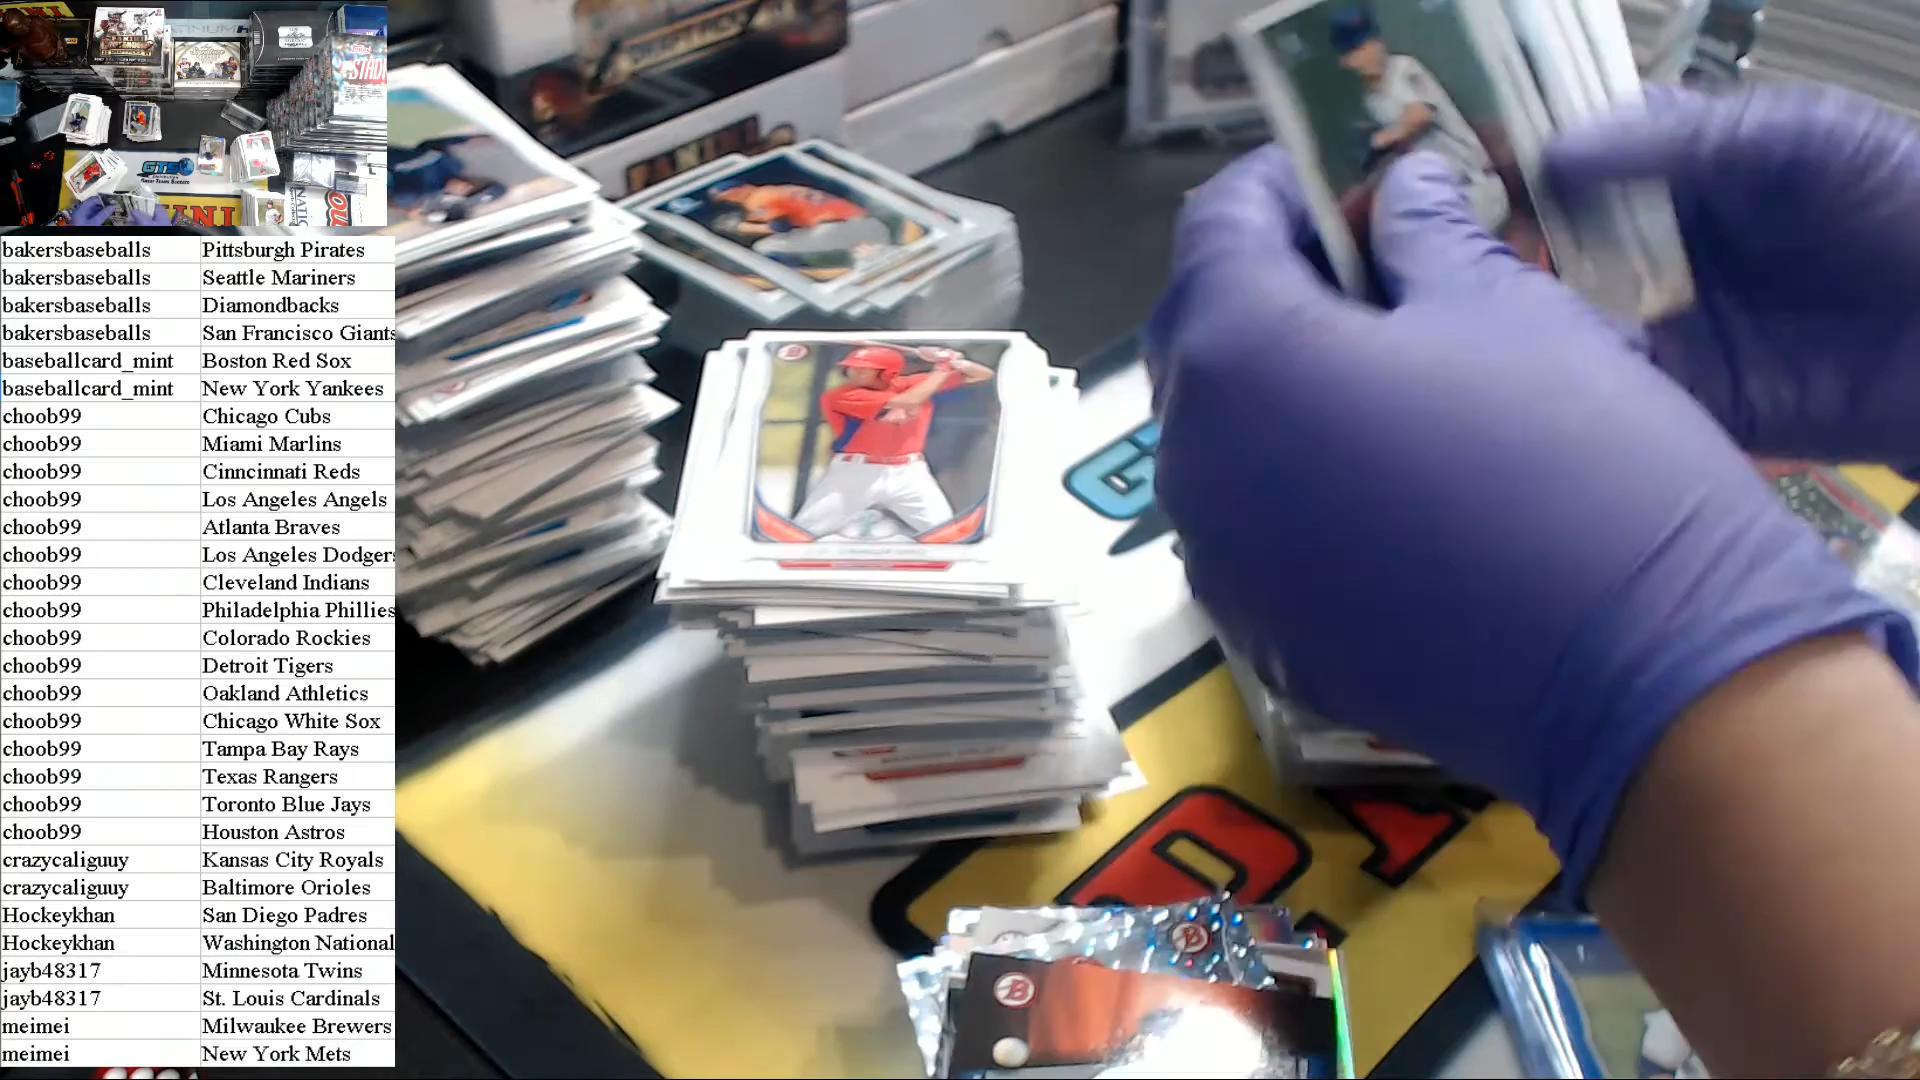 bakersbaseballs Pittsburgh Pirates
bakersbaseballs Seattle Mariners
bakersbaseballs Diamondbacks
bakersbaseballs San Francisco Giants
baseballcard_mint Boston Red Sox
baseballcard_mint New York Yankees
choob99 Chicago Cubs
choob99 Miami Marlins
choob99 Cinncinnati Reds
choob99 Los Angeles Angels
choob99 Atlanta Braves
choob99 Los Angeles Dodgers
choob99 Cleveland Indians
choob99 Philadelphia Phillies
choob99 Colorado Rockies
choob99 Detroit Tigers
choob99 Oakland Athletics
choob99 Chicago White Sox
choob99 Tampa Bay Rays
choob99 Texas Rangers
choob99 Toronto Blue Jays
choob99 Houston Astros
crazycaliguuy Kansas City Royals
crazycaliguuy Baltimore Orioles
Hockeykhan San Diego Padres
Hockeykhan Washington National
jayb48317 Minnesota Twins
jayb48317 St. Louis Cardinals
meimei Milwaukee Brewers
meimei New York Mets
GTS
B
B